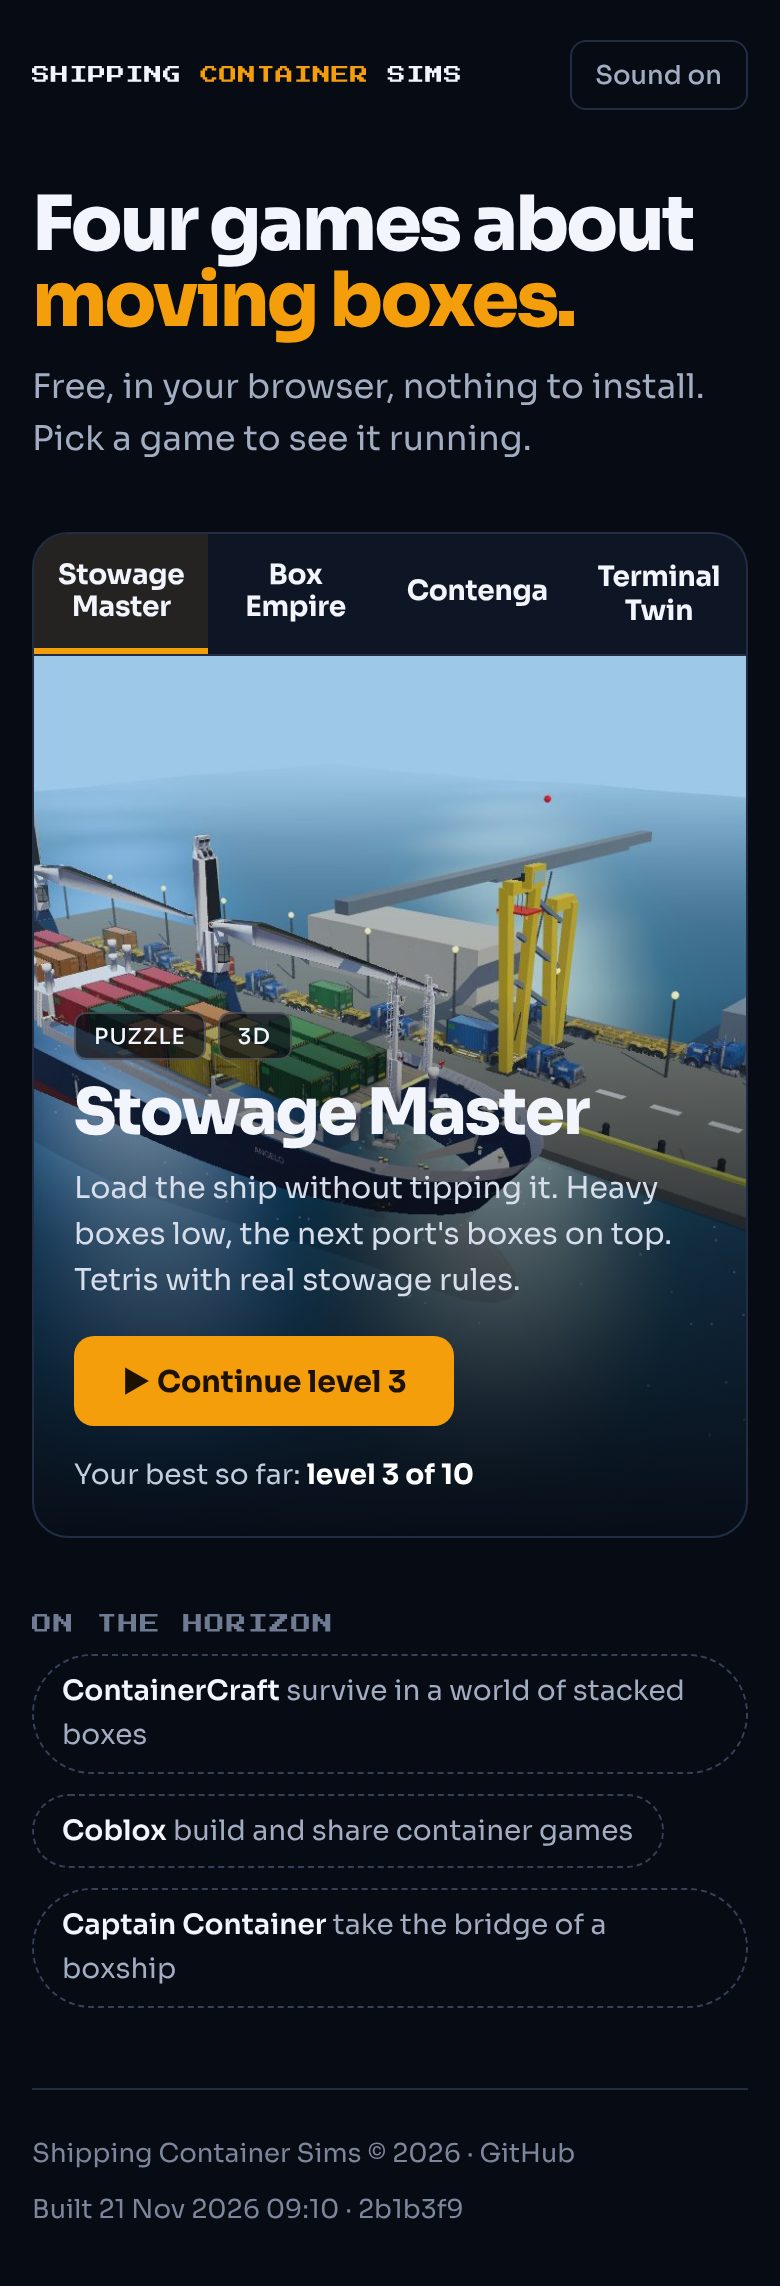 SHIPPING CONTAINER SIMS
Sound on
Four games about
moving boxes.
Free, in your browser, nothing to install.
Pick a game to see it running.
Stowage
Master
Box
Empire
Contenga
Terminal
Twin
PUZZLE
3D
Stowage Master
Load the ship without tipping it. Heavy
boxes low, the next port's boxes on top.
Tetris with real stowage rules.
▶ Continue level 3
Your best so far: level 3 of 10
ON THE HORIZON
ContainerCraft survive in a world of stacked
boxes
Coblox build and share container games
Captain Container take the bridge of a
boxship
Shipping Container Sims © 2026 · GitHub
Built 21 Nov 2026 09:10 · 2b1b3f9